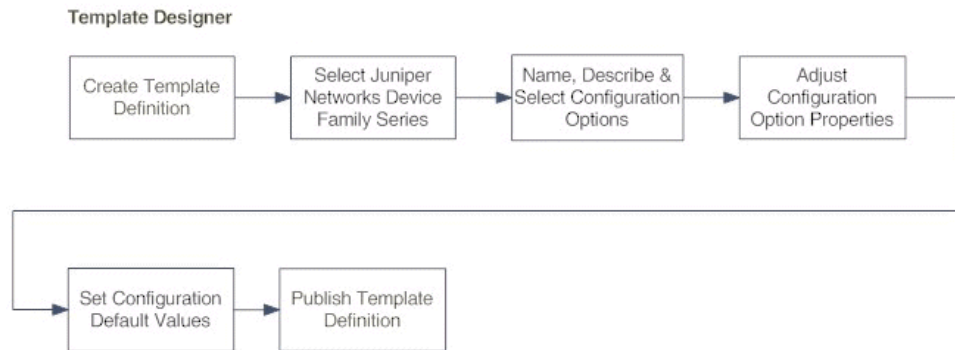 Template Designer
Create Template
Definition
Select Juniper
Networks Device
Family Series
Name, Describe &
Select Configuration
Options
Adjust
Configuration
Option Properties
Set Configuration
Default Values
Publish Template
Definition